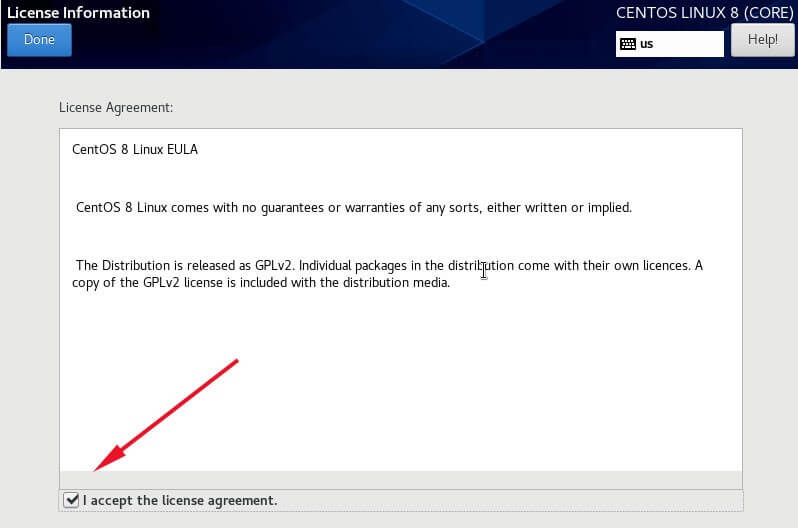 License Information
CENTOS LINUX 8 (CORE)
Done
us
Help!
License Agreement:
CentOS 8 Linux EULA
CentOS 8 Linux comes with no guarantees or warranties of any sorts, either written or implied.
The Distribution is released as GPLv2. Individual packages in the distribution come with their own licences. A
copy of the GPLv2 license is included with the distribution media.
I accept the license agreement.